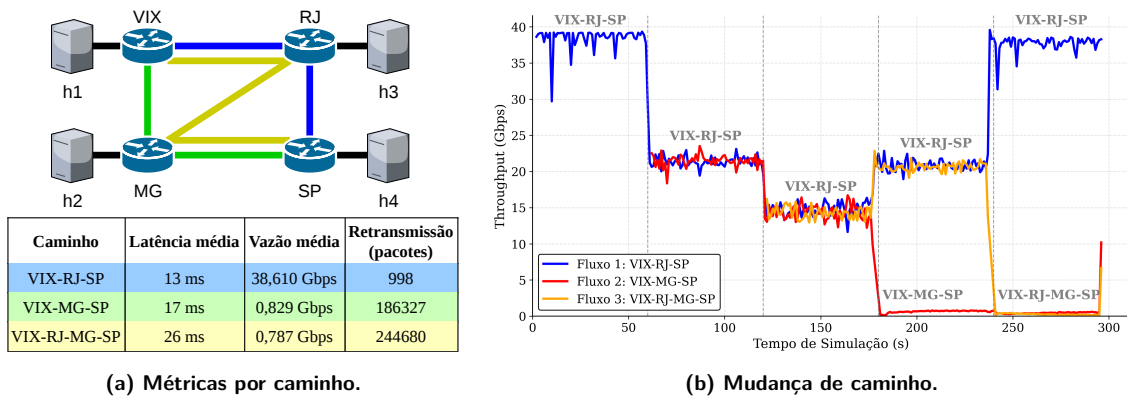 VIX
RJ
h1
h3
h2
h4
MG
SP
Caminho
Latência média
Vazão média
Retransmissão
(pacotes)
VIX-RJ-SP
13 ms
38,610 Gbps
998
VIX-MG-SP
17 ms
0,829 Gbps
186327
VIX-RJ-MG-SP
26 ms
0,787 Gbps
244680
(a) Métricas por caminho.
40
35
30
25
20
15
10
5
0
Throughput (Gbps)
VIX-RJ-SP
VIX-RJ-SP
VIX-RJ-SP
VIX-RJ-SP
VIX-RJ-SP
VIX-MG-SP
VIX-RJ-MG-SP
Fluxo 1: VIX-RJ-SP
Fluxo 2: VIX-MG-SP
Fluxo 3: VIX-RJ-MG-SP
0
50
100
150
200
250
300
Tempo de Simulação (s)
(b) Mudança de caminho.